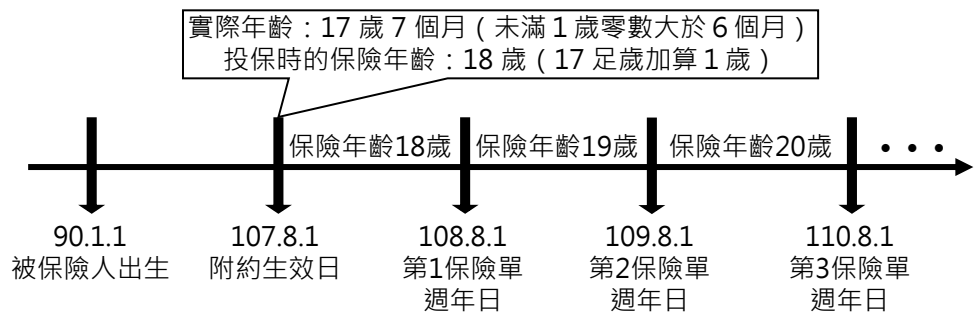 實際年齡：17 歲 7 個月（未滿 1 歲零數大於 6 個月）
投保時的保險年齡：18 歲（17 足歲加算 1 歲）
保險年齡18歲
保險年齡19歲
保險年齡20歲
• • •
90.1.1
被保險人出生
107.8.1
附約生效日
108.8.1
第1保險單
週年日
109.8.1
第2保險單
週年日
110.8.1
第3保險單
週年日